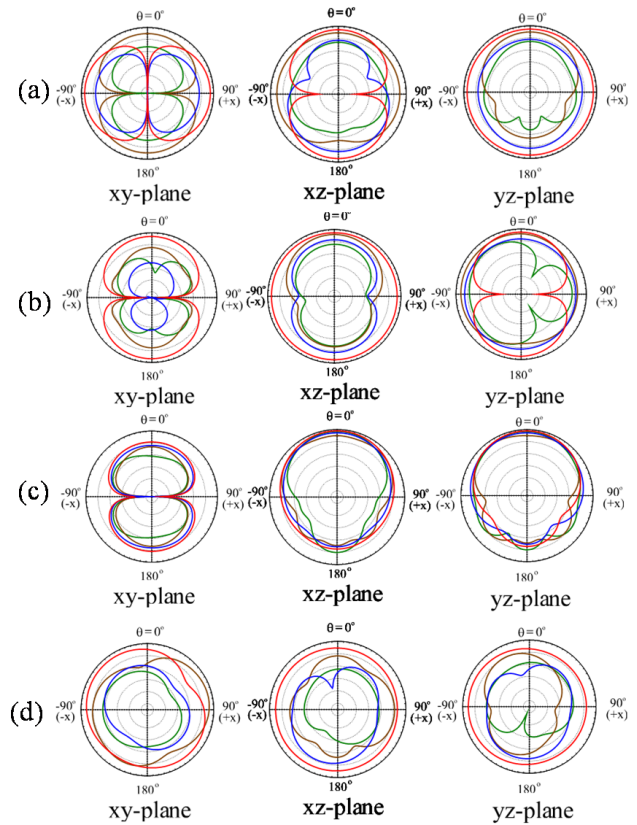 θ = 0° θ = 0° θ = 0°
(a) -90° 90° -90° 90° -90° 90°
(-x) (+x) (-x) (+x) (-x) (+x)
180° 180° 180°
xy-plane xz-plane yz-plane
θ = 0° θ = 0° θ = 0°
(b) -90° 90° -90° 90° -90° 90°
(-x) (+x) (-x) (+x) (-x) (+x)
180° 180° 180°
xy-plane xz-plane yz-plane
θ = 0° θ = 0° θ = 0°
(c) -90° 90° -90° 90° -90° 90°
(-x) (+x) (-x) (+x) (-x) (+x)
180° 180° 180°
xy-plane xz-plane yz-plane
θ = 0° θ = 0° θ = 0°
(d) -90° 90° -90° 90° -90° 90°
(-x) (+x) (-x) (+x) (-x) (+x)
180° 180° 180°
xy-plane xz-plane yz-plane